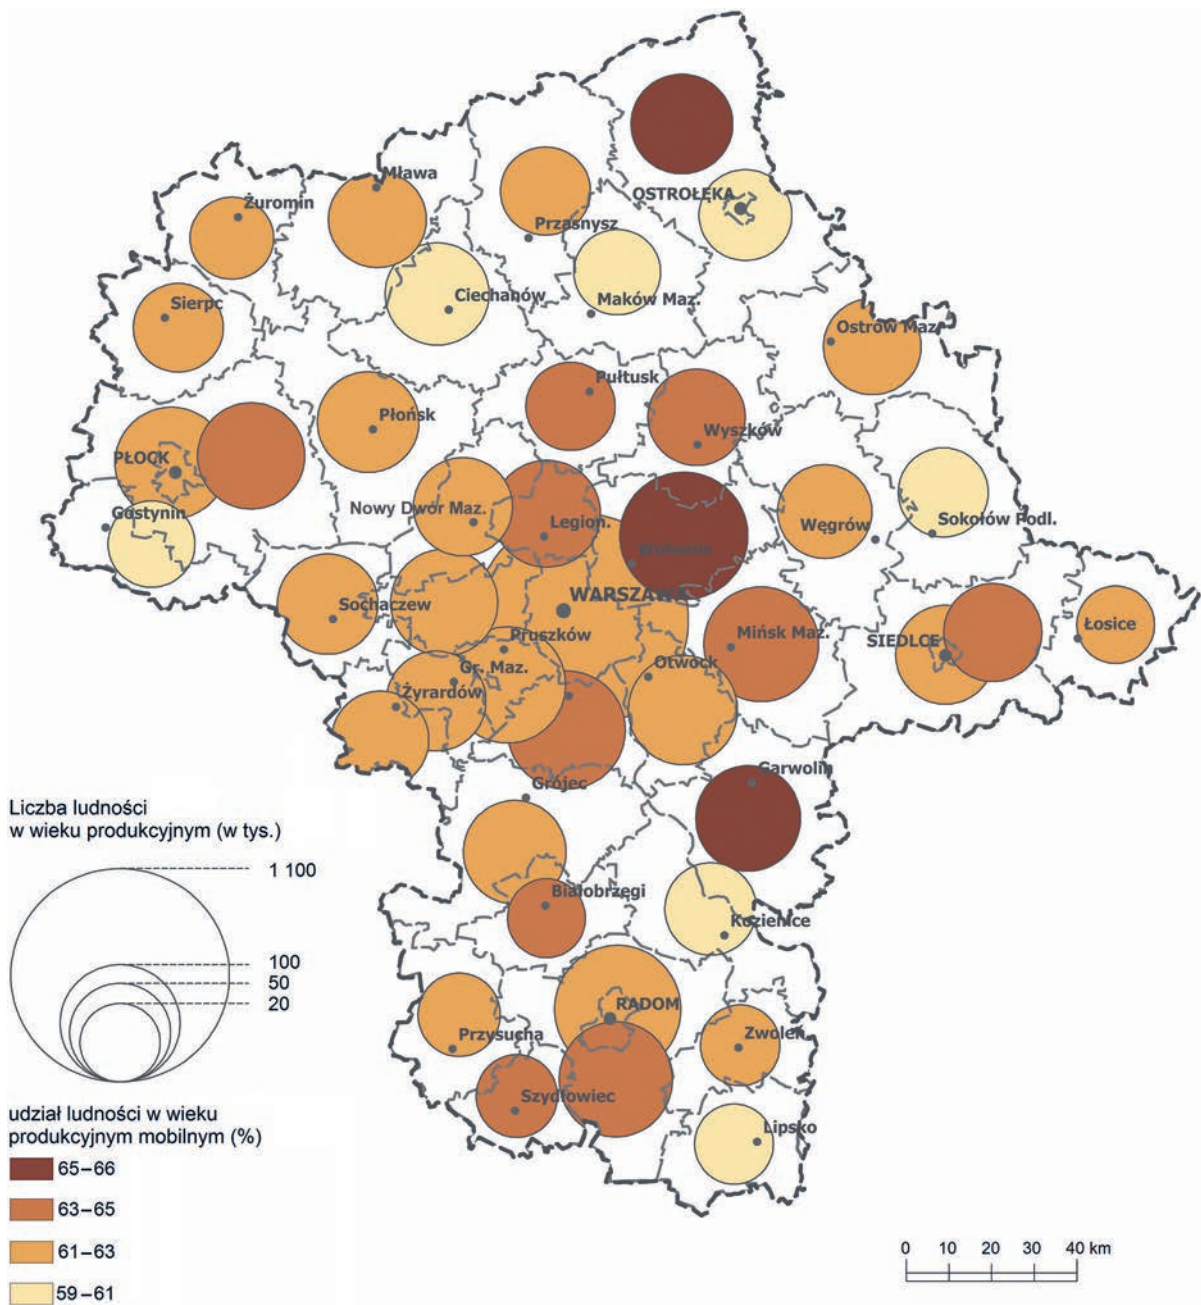 Mława
OSTROŁĘKA
Żuromin
Przasnysz
Ciechanów
Maków Maz.
Sierpc
Ostrów Maz.
Pułtusk
Płońsk
Wyszków
PŁOCK
Nowy Dwór Maz.
Gostynin
Legion.
Węgrów
Sokołów Podl.
Wołomin
WARSZAWA
Sochaczew
Pruszków
Mińsk Maz.
SIEDLCE
Łosice
Gr. Maz.
Otwock
Żyrardów
Garwolin
Grójec
Białobrzegi
Kozienice
RADOM
Przysucha
Zwoleń
Szydłowiec
Lipsko
Liczba ludności
w wieku produkcyjnym (w tys.)
1 100
100
50
20
udział ludności w wieku
produkcyjnym mobilnym (%)
65–66
63–65
61–63
59–61
0 10 20 30 40 km